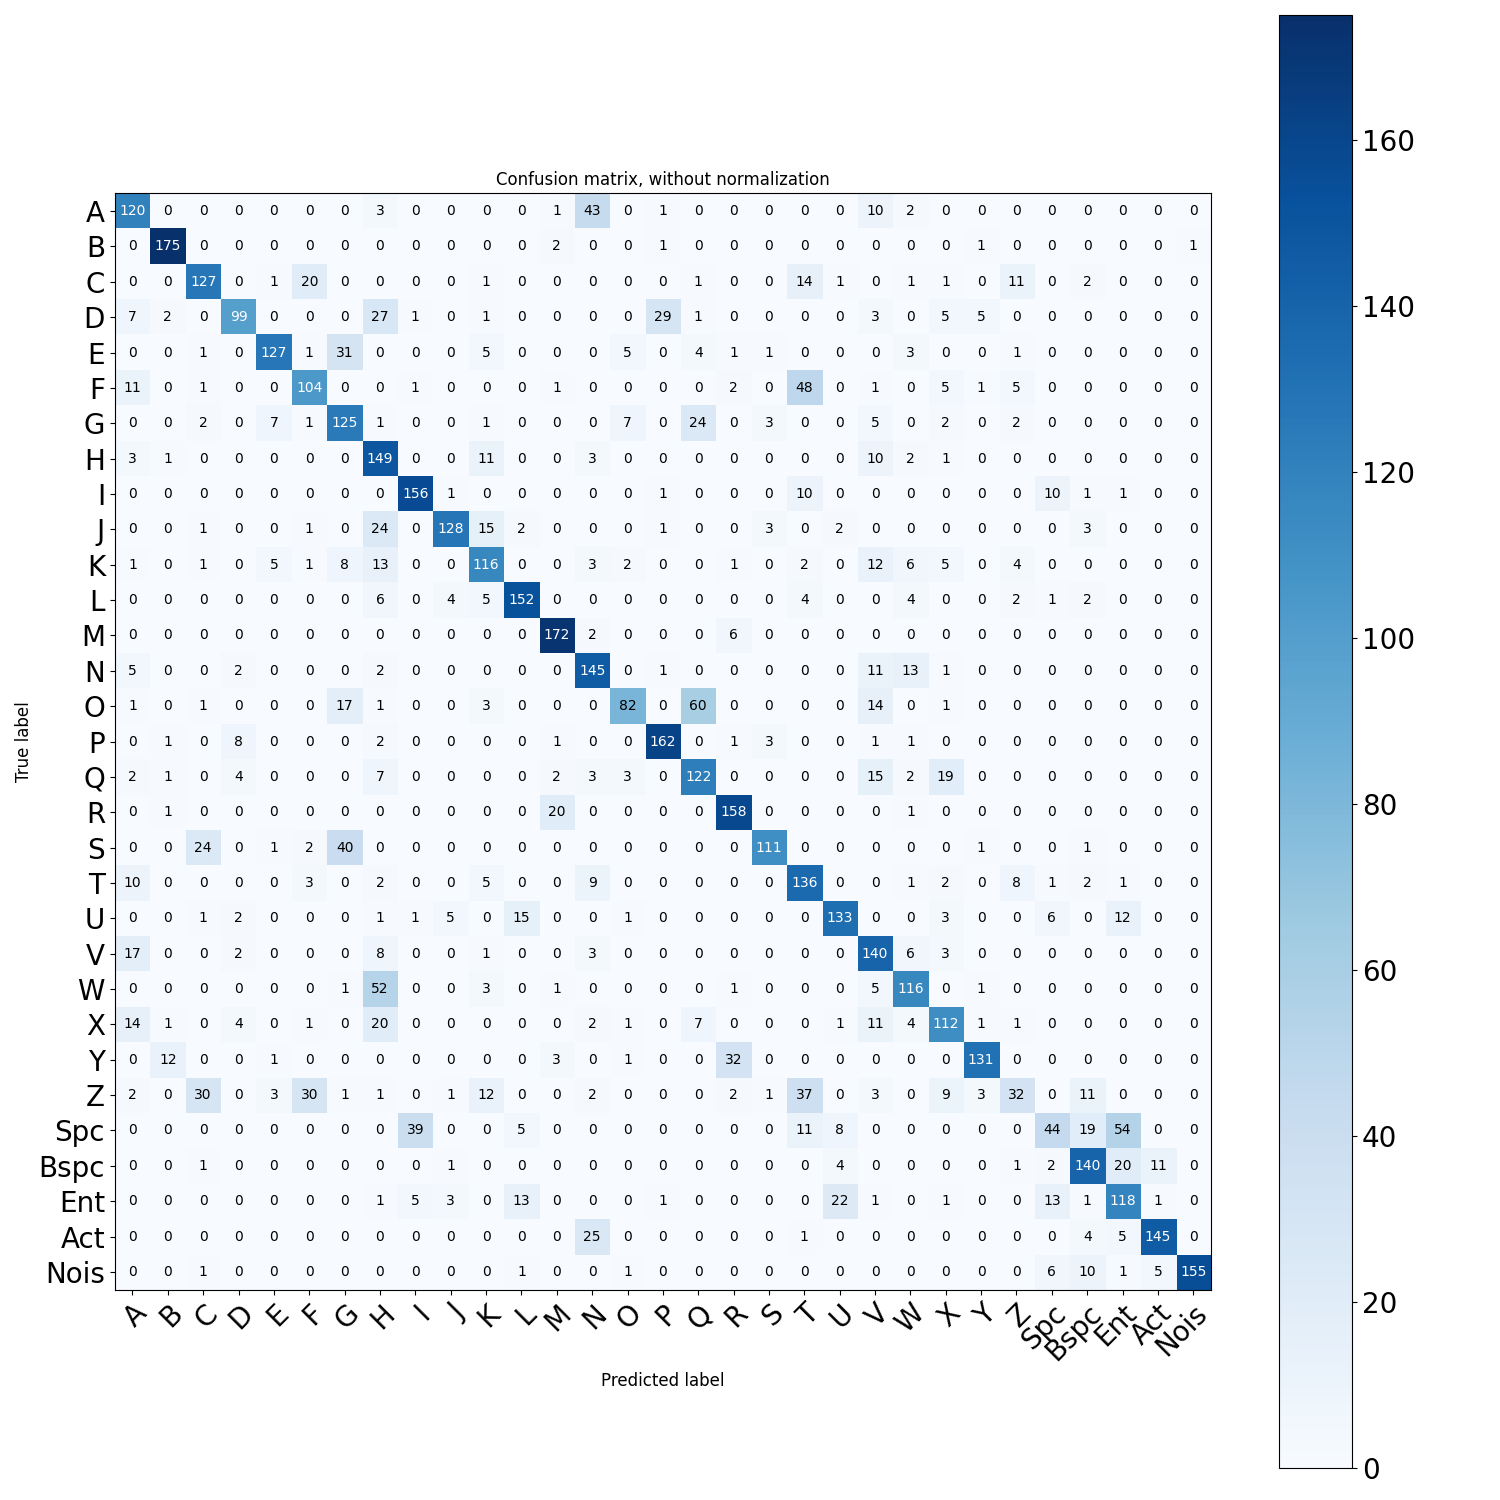 Confusion matrix, without normalization
A 120 0 0 0 0 0 0 3 0 0 0 0 1 43 0 1 0 0 0 0 0 10 2 0 0 0 0 0 0 0 0
B 0 175 0 0 0 0 0 0 0 0 0 0 2 0 0 1 0 0 0 0 0 0 0 0 1 0 0 0 0 0 1
C 0 0 127 0 1 20 0 0 0 0 1 0 0 0 0 0 1 0 0 14 1 0 1 1 0 11 0 2 0 0 0
D 7 2 0 99 0 0 0 27 1 0 1 0 0 0 0 29 1 0 0 0 0 3 0 5 5 0 0 0 0 0 0
E 0 0 1 0 127 1 31 0 0 0 5 0 0 0 5 0 4 1 1 0 0 0 3 0 0 1 0 0 0 0 0
F 11 0 1 0 0 104 0 0 1 0 0 0 1 0 0 0 0 2 0 48 0 1 0 5 1 5 0 0 0 0 0
G 0 0 2 0 7 1 125 1 0 0 1 0 0 0 7 0 24 0 3 0 0 5 0 2 0 2 0 0 0 0 0
H 3 1 0 0 0 0 0 149 0 0 11 0 0 3 0 0 0 0 0 0 0 10 2 1 0 0 0 0 0 0 0
I 0 0 0 0 0 0 0 0 156 1 0 0 0 0 0 1 0 0 0 10 0 0 0 0 0 0 10 1 1 0 0
J 0 0 1 0 0 1 0 24 0 128 15 2 0 0 0 1 0 0 3 0 2 0 0 0 0 0 0 3 0 0 0
K 1 0 1 0 5 1 8 13 0 0 116 0 0 3 2 0 0 1 0 2 0 12 6 5 0 4 0 0 0 0 0
L 0 0 0 0 0 0 0 6 0 4 5 152 0 0 0 0 0 0 0 4 0 0 4 0 0 2 1 2 0 0 0
M 0 0 0 0 0 0 0 0 0 0 0 0 172 2 0 0 0 6 0 0 0 0 0 0 0 0 0 0 0 0 0
N 5 0 0 2 0 0 0 2 0 0 0 0 0 145 0 1 0 0 0 0 0 11 13 1 0 0 0 0 0 0 0
O 1 0 1 0 0 0 17 1 0 0 3 0 0 0 82 0 60 0 0 0 0 14 0 1 0 0 0 0 0 0 0
P 0 1 0 8 0 0 0 2 0 0 0 0 1 0 0 162 0 1 3 0 0 1 1 0 0 0 0 0 0 0 0
Q 2 1 0 4 0 0 0 7 0 0 0 0 2 3 3 0 122 0 0 0 0 15 2 19 0 0 0 0 0 0 0
R 0 1 0 0 0 0 0 0 0 0 0 0 20 0 0 0 0 158 0 0 0 0 1 0 0 0 0 0 0 0 0
S 0 0 24 0 1 2 40 0 0 0 0 0 0 0 0 0 0 0 111 0 0 0 0 0 1 0 0 1 0 0 0
T 10 0 0 0 0 3 0 2 0 0 5 0 0 9 0 0 0 0 0 136 0 0 1 2 0 8 1 2 1 0 0
U 0 0 1 2 0 0 0 1 1 5 0 15 0 0 1 0 0 0 0 0 133 0 0 3 0 0 6 0 12 0 0
V 17 0 0 2 0 0 0 8 0 0 1 0 0 3 0 0 0 0 0 0 0 140 6 3 0 0 0 0 0 0 0
W 0 0 0 0 0 0 1 52 0 0 3 0 1 0 0 0 0 1 0 0 0 5 116 0 1 0 0 0 0 0 0
X 14 1 0 4 0 1 0 20 0 0 0 0 0 2 1 0 7 0 0 0 1 11 4 112 1 1 0 0 0 0 0
Y 0 12 0 0 1 0 0 0 0 0 0 0 3 0 1 0 0 32 0 0 0 0 0 0 131 0 0 0 0 0 0
Z 2 0 30 0 3 30 1 1 0 1 12 0 0 2 0 0 0 2 1 37 0 3 0 9 3 32 0 11 0 0 0
Spc 0 0 0 0 0 0 0 0 39 0 0 5 0 0 0 0 0 0 0 11 8 0 0 0 0 0 44 19 54 0 0
Bspc 0 0 1 0 0 0 0 0 0 1 0 0 0 0 0 0 0 0 0 0 4 0 0 0 0 1 2 140 20 11 0
Ent 0 0 0 0 0 0 0 1 5 3 0 13 0 0 0 1 0 0 0 0 22 1 0 1 0 0 13 1 118 1 0
Act 0 0 0 0 0 0 0 0 0 0 0 0 0 25 0 0 0 0 0 1 0 0 0 0 0 0 0 4 5 145 0
Nois 0 0 1 0 0 0 0 0 0 0 0 1 0 0 1 0 0 0 0 0 0 0 0 0 0 0 6 10 1 5 155
A B C D E F G H I J K L M N O P Q R S T U V W X Y Z Spc Bspc Ent Act Nois
Predicted label
True label
160
140
120
100
80
60
40
20
0